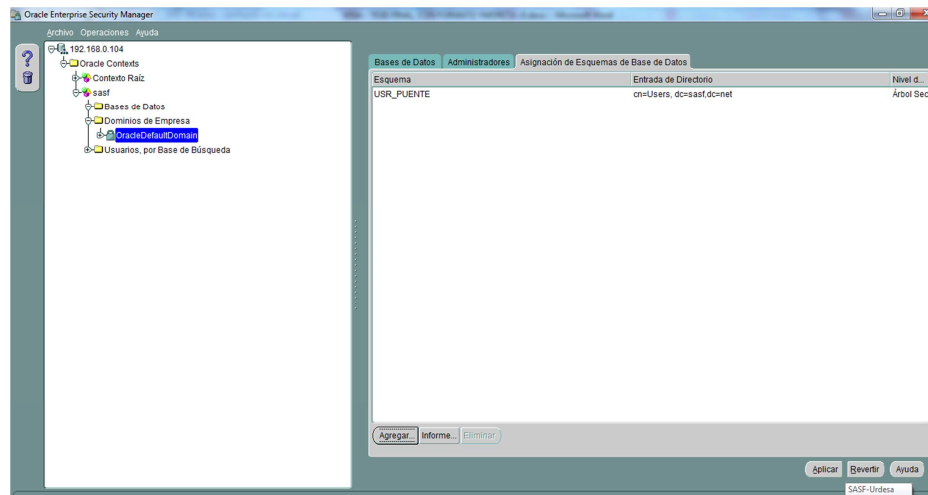 Oracle Enterprise Security Manager
Archivo Operaciones Ayuda
192.168.0.104
Oracle Contexts
Contexto Raíz
sasf
Bases de Datos
Dominios de Empresa
OracleDefaultDomain
Usuarios, por Base de Búsqueda
Bases de Datos Administradores Asignación de Esquemas de Base de Datos
Esquema Entrada de Directorio Nivel d...
USR_PUENTE cn=Users, dc=sasf,dc=net Árbol Sec
Agregar... Informe... Eliminar
Aplicar Revertir Ayuda
SASF-Urdesa